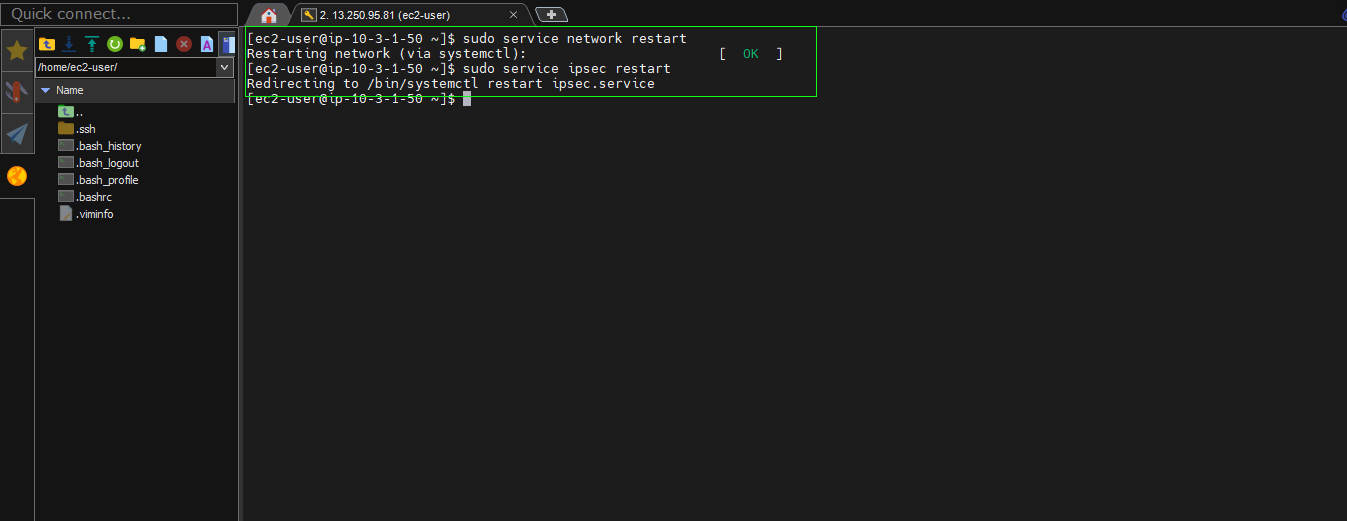 Quick connect...
2. 13.250.95.81 (ec2-user)
/home/ec2-user/
Name
..
.ssh
.bash_history
.bash_logout
.bash_profile
.bashrc
.viminfo
[ec2-user@ip-10-3-1-50 ~]$ sudo service network restart
Restarting network (via systemctl): [ OK ]
[ec2-user@ip-10-3-1-50 ~]$ sudo service ipsec restart
Redirecting to /bin/systemctl restart ipsec.service
[ec2-user@ip-10-3-1-50 ~]$